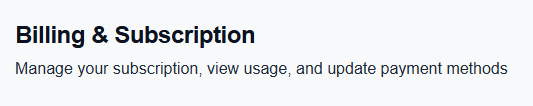 Billing & Subscription
Manage your subscription, view usage, and update payment methods